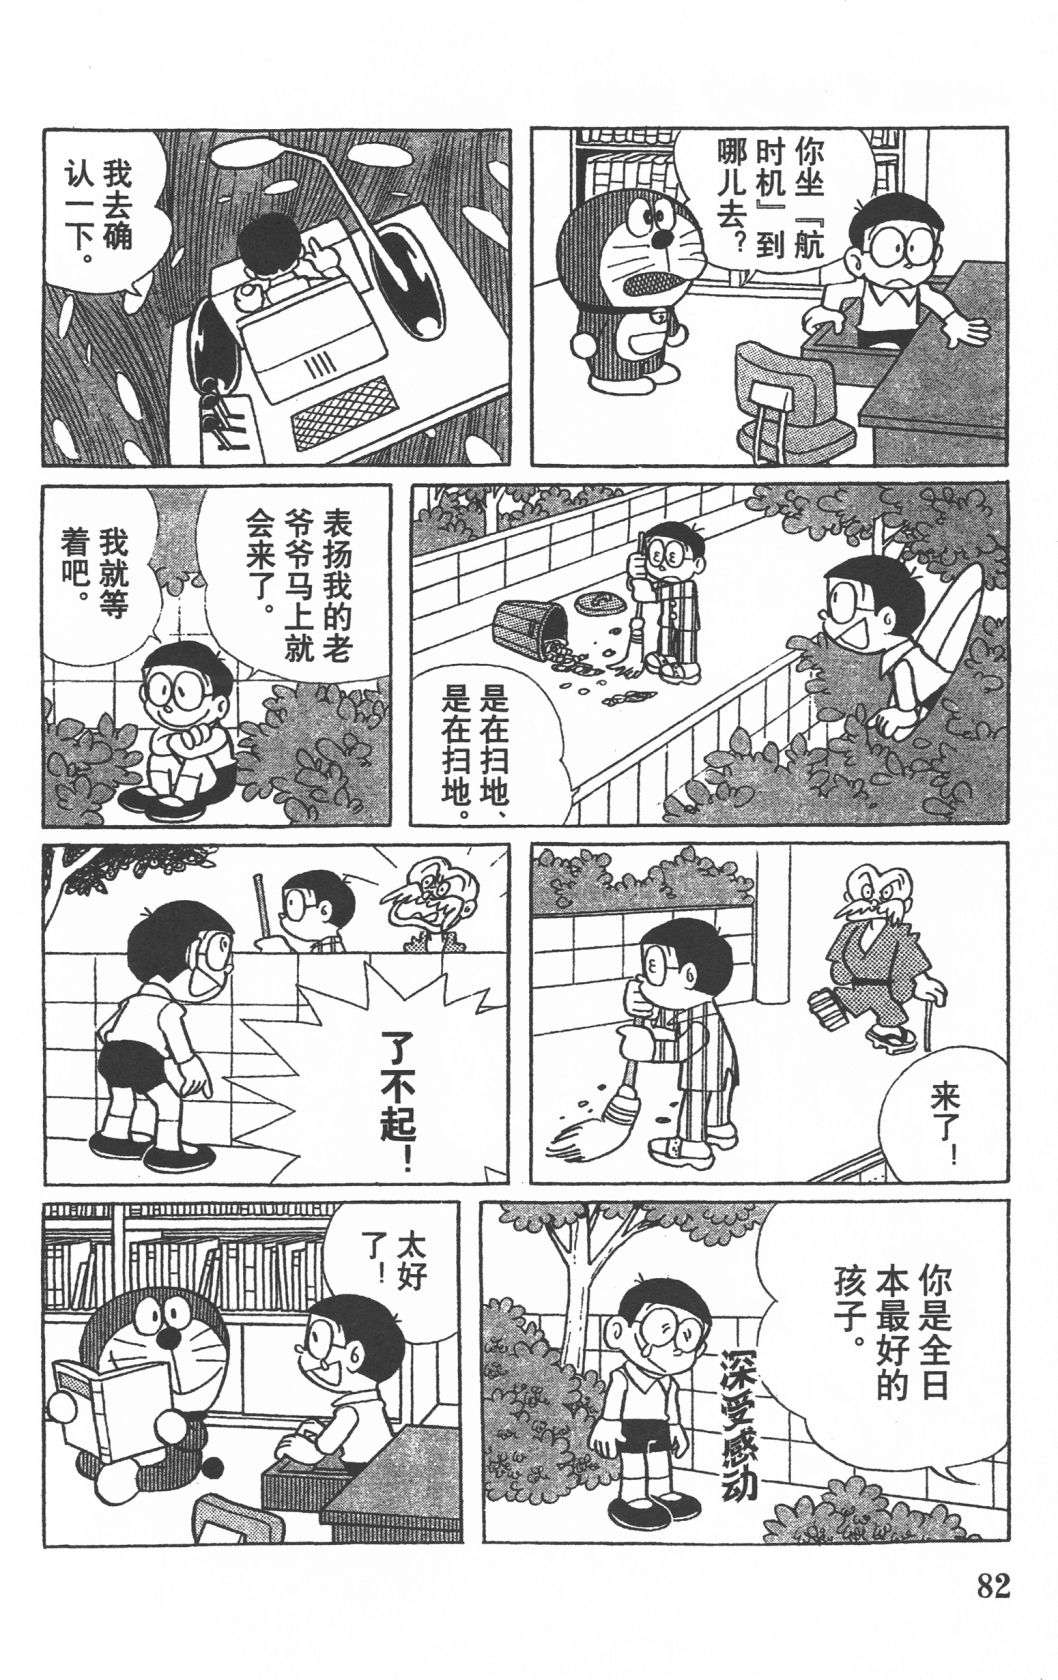 你坐『航
时机』到
哪儿去？
我去确
认一下。
是在扫地、
是在扫地。
表扬我的老
爷爷马上就
会来了。
我就等
着吧。
来了！
了不起！
你是全日
本最好的
孩子。
深受感动
太好
了！
82